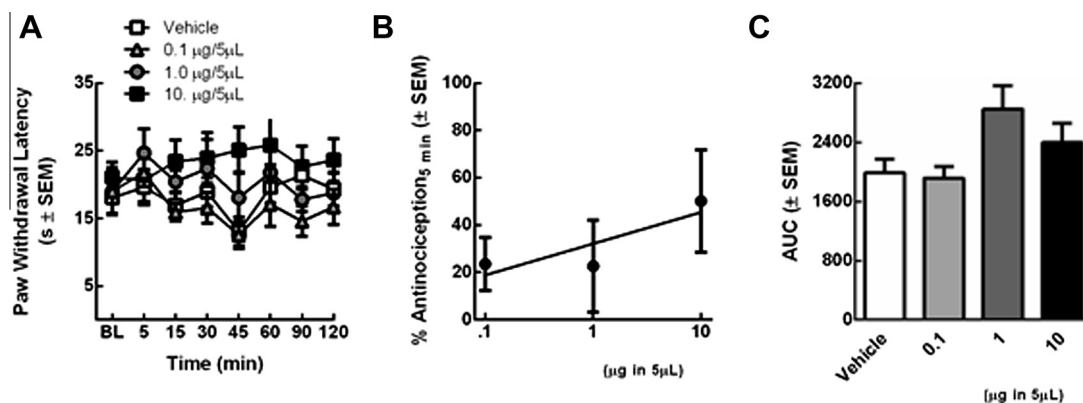 A
Vehicle
0.1 µg/5µL
1.0 µg/5µL
10. µg/5µL
Paw Withdrawal Latency
(s ± SEM)
35
25
15
5
BL 5 15 30 45 60 90 120
Time (min)
B
% Antinociception5 min (± SEM)
100
80
60
40
20
0
.1 1 10
(µg in 5µL)
C
AUC
(± SEM)
3200
2400
1600
800
0
Vehicle 0.1 1 10
[µg in 5µL)